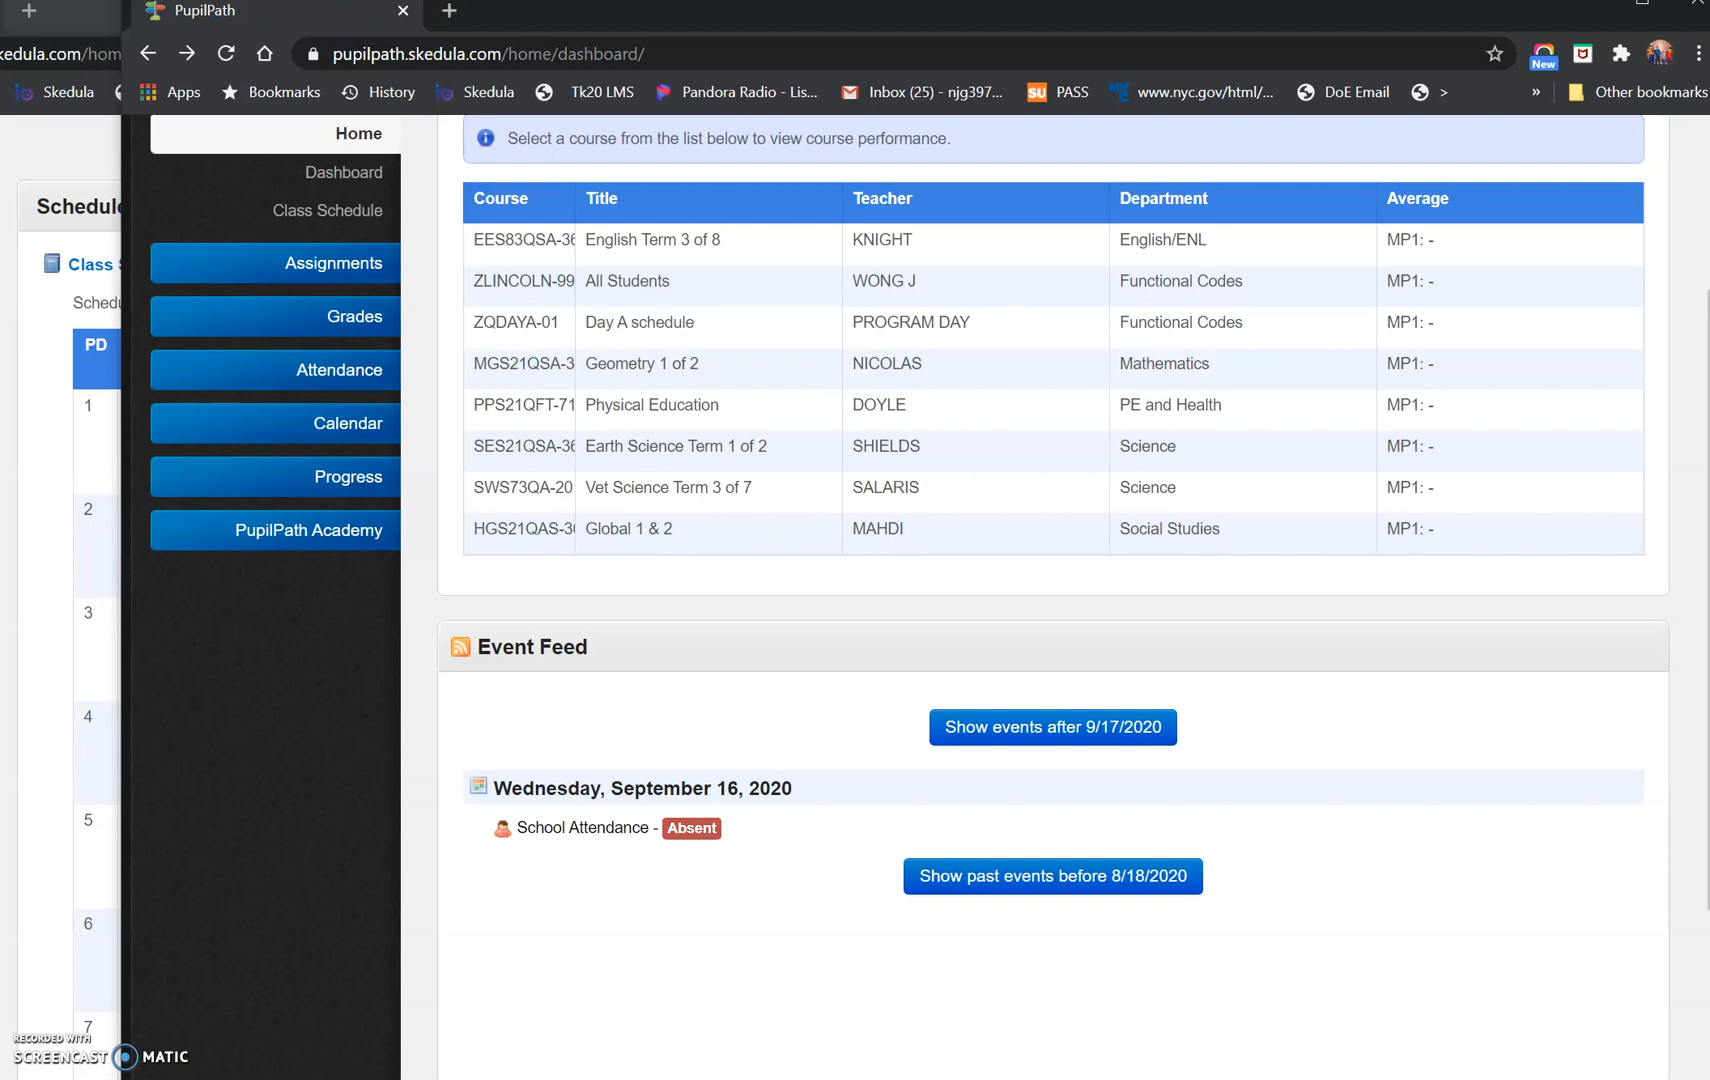 PupilPath
kedula.com/hom
pupilpath.skedula.com/home/dashboard/
New
Skedula
Apps
Bookmarks
History
Skedula
Tk20 LMS
Pandora Radio - Lis...
Inbox (25) - njg397...
SU
PASS
www.nyc.gov/html/...
DoE Email
>
»
Other bookmarks
Schedule
Class
Schedu
PD
1
2
3
4
5
6
7
Home
Dashboard
Class Schedule
Assignments
Grades
Attendance
Calendar
Progress
PupilPath Academy
Select a course from the list below to view course performance.
Course Title Teacher Department Average
EES83QSA-36 English Term 3 of 8 KNIGHT English/ENL MP1: -
ZLINCOLN-99 All Students WONG J Functional Codes MP1: -
ZQDAYA-01 Day A schedule PROGRAM DAY Functional Codes MP1: -
MGS21QSA-3 Geometry 1 of 2 NICOLAS Mathematics MP1: -
PPS21QFT-71 Physical Education DOYLE PE and Health MP1: -
SES21QSA-36 Earth Science Term 1 of 2 SHIELDS Science MP1: -
SWS73QA-20 Vet Science Term 3 of 7 SALARIS Science MP1: -
HGS21QAS-30 Global 1 & 2 MAHDI Social Studies MP1: -
Event Feed
Show events after 9/17/2020
Wednesday, September 16, 2020
School Attendance - Absent
Show past events before 8/18/2020
RECORDED WITH
SCREENCAST MATIC